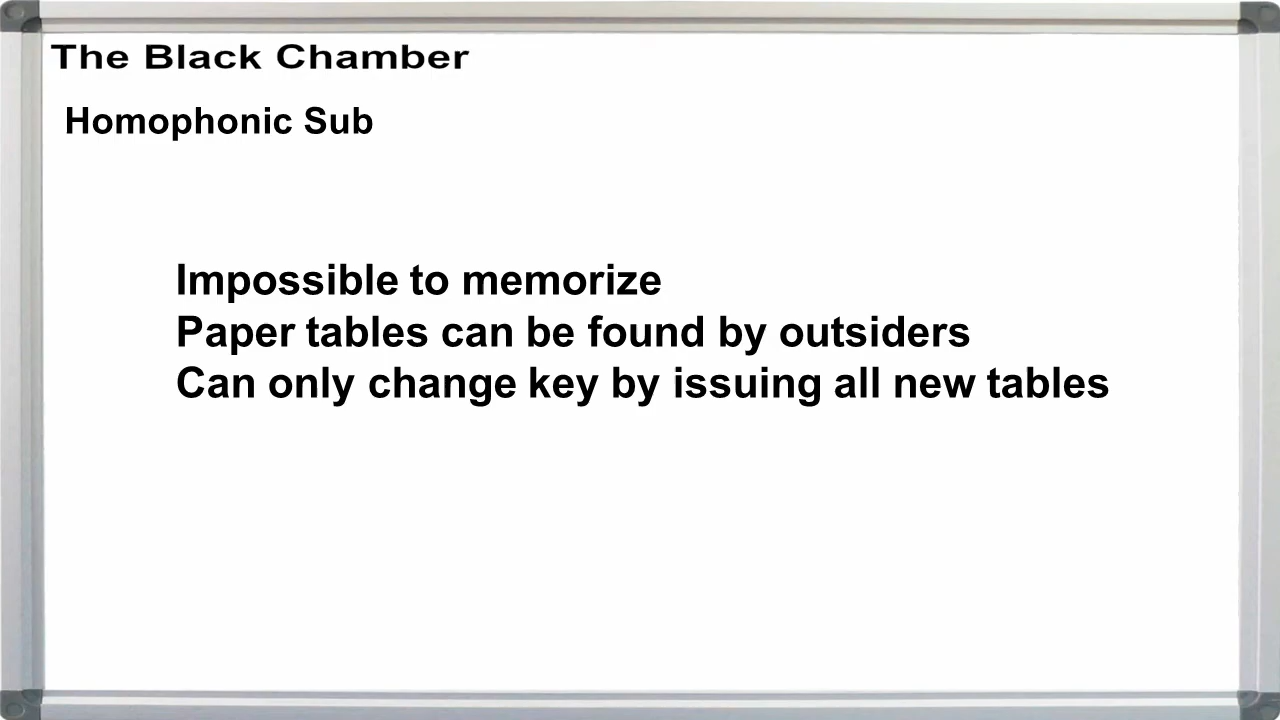 The Black Chamber
Homophonic Sub
Impossible to memorize
Paper tables can be found by outsiders
Can only change key by issuing all new tables